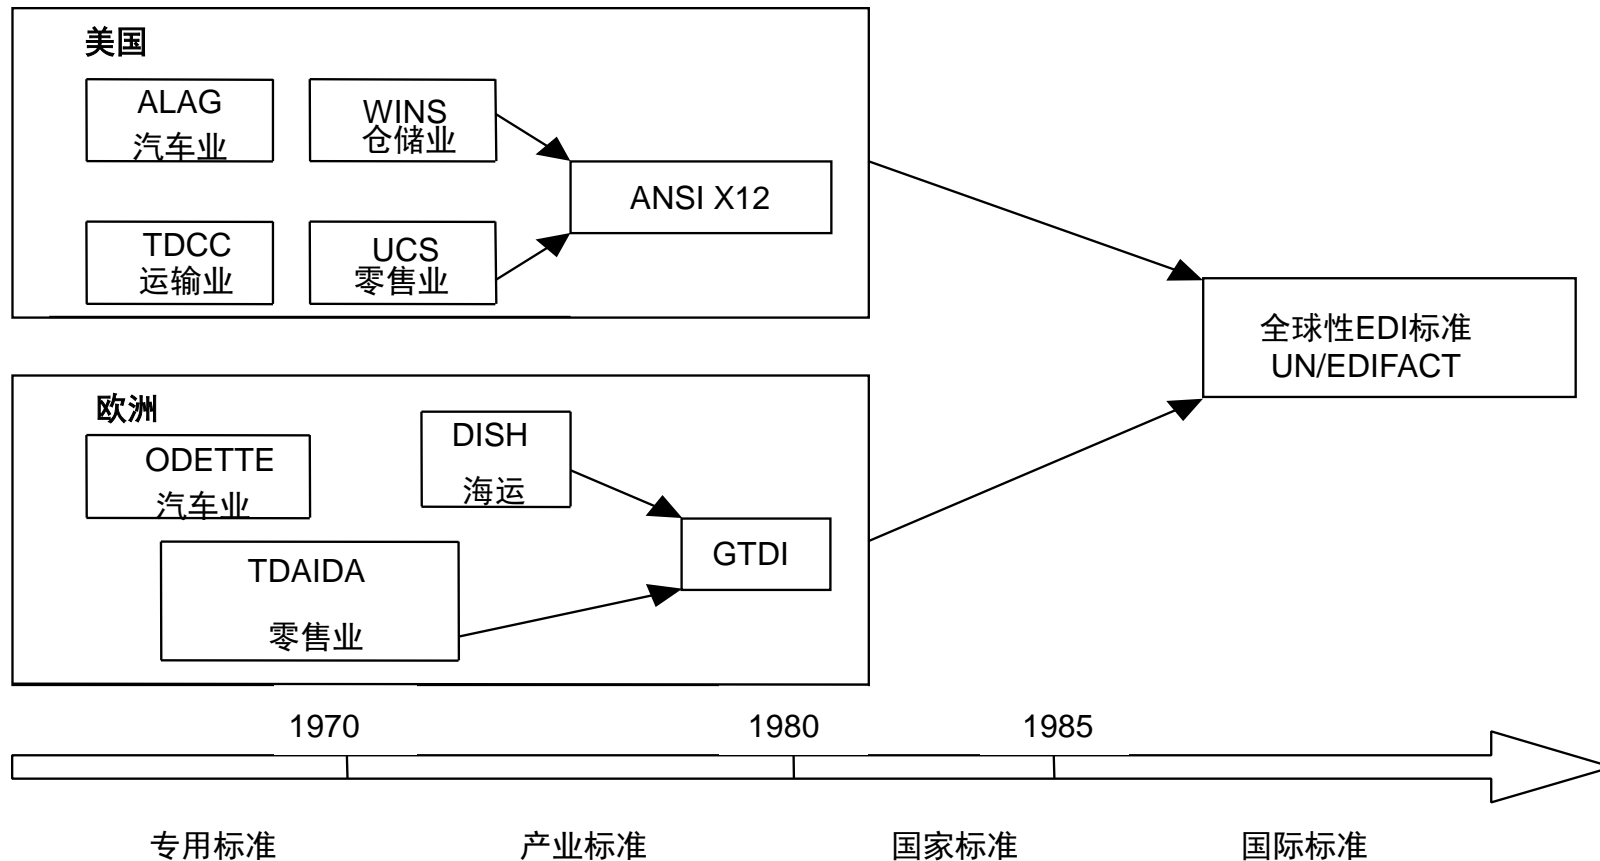 美国
ALAG
汽车业
WINS
仓储业
ANSI X12
TDCC
运输业
UCS
零售业
全球性EDI标准
UN/EDIFACT
欧洲
ODETTE
汽车业
DISH
海运
GTDI
TDAIDA
零售业
1970
1980
1985
专用标准
产业标准
国家标准
国际标准